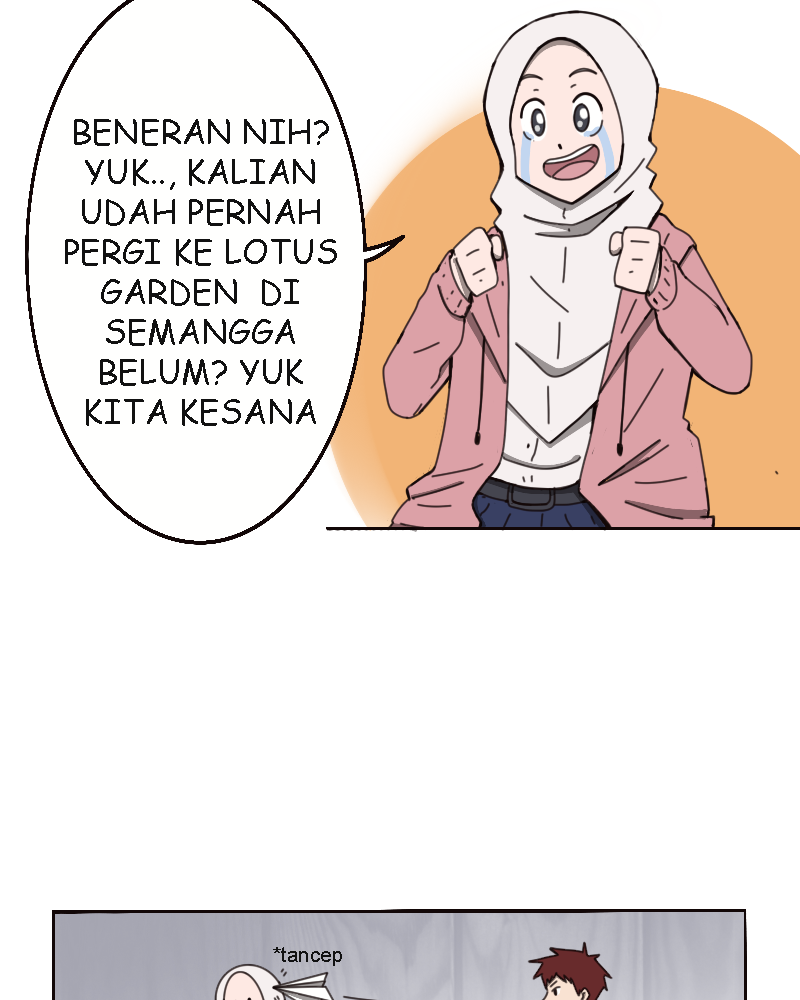 BENERAN NIH?
YUK.., KALIAN
UDAH PERNAH
PERGI KE LOTUS
GARDEN DI
SEMANGGA
BELUM? YUK
KITA KESANA
*tancep